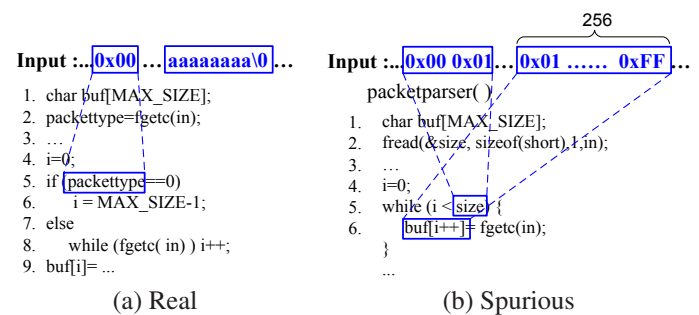 Input :...0x00 ... aaaaaaaa\0 ...
1. char buf[MAX_SIZE];
2. packettype=fgetc(in);
3. ...
4. i=0;
5. if (packettype==0)
6. i = MAX_SIZE-1;
7. else
8. while (fgetc( in) ) i++;
9. buf[i]= ...
(a) Real
256
Input :...0x00 0x01... 0x01 ...... 0xFF ...
packetparser( )
1. char buf[MAX_SIZE];
2. fread(&size, sizeof(short),1,in);
3. ...
4. i=0;
5. while (i < size) {
6. buf[i++]= fgetc(in);
}
...
(b) Spurious